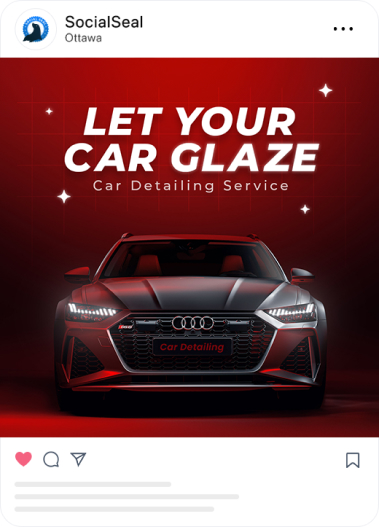 SocialSeal
Ottawa
LET YOUR
CAR GLAZE
Car Detailing Service
Car Detailing